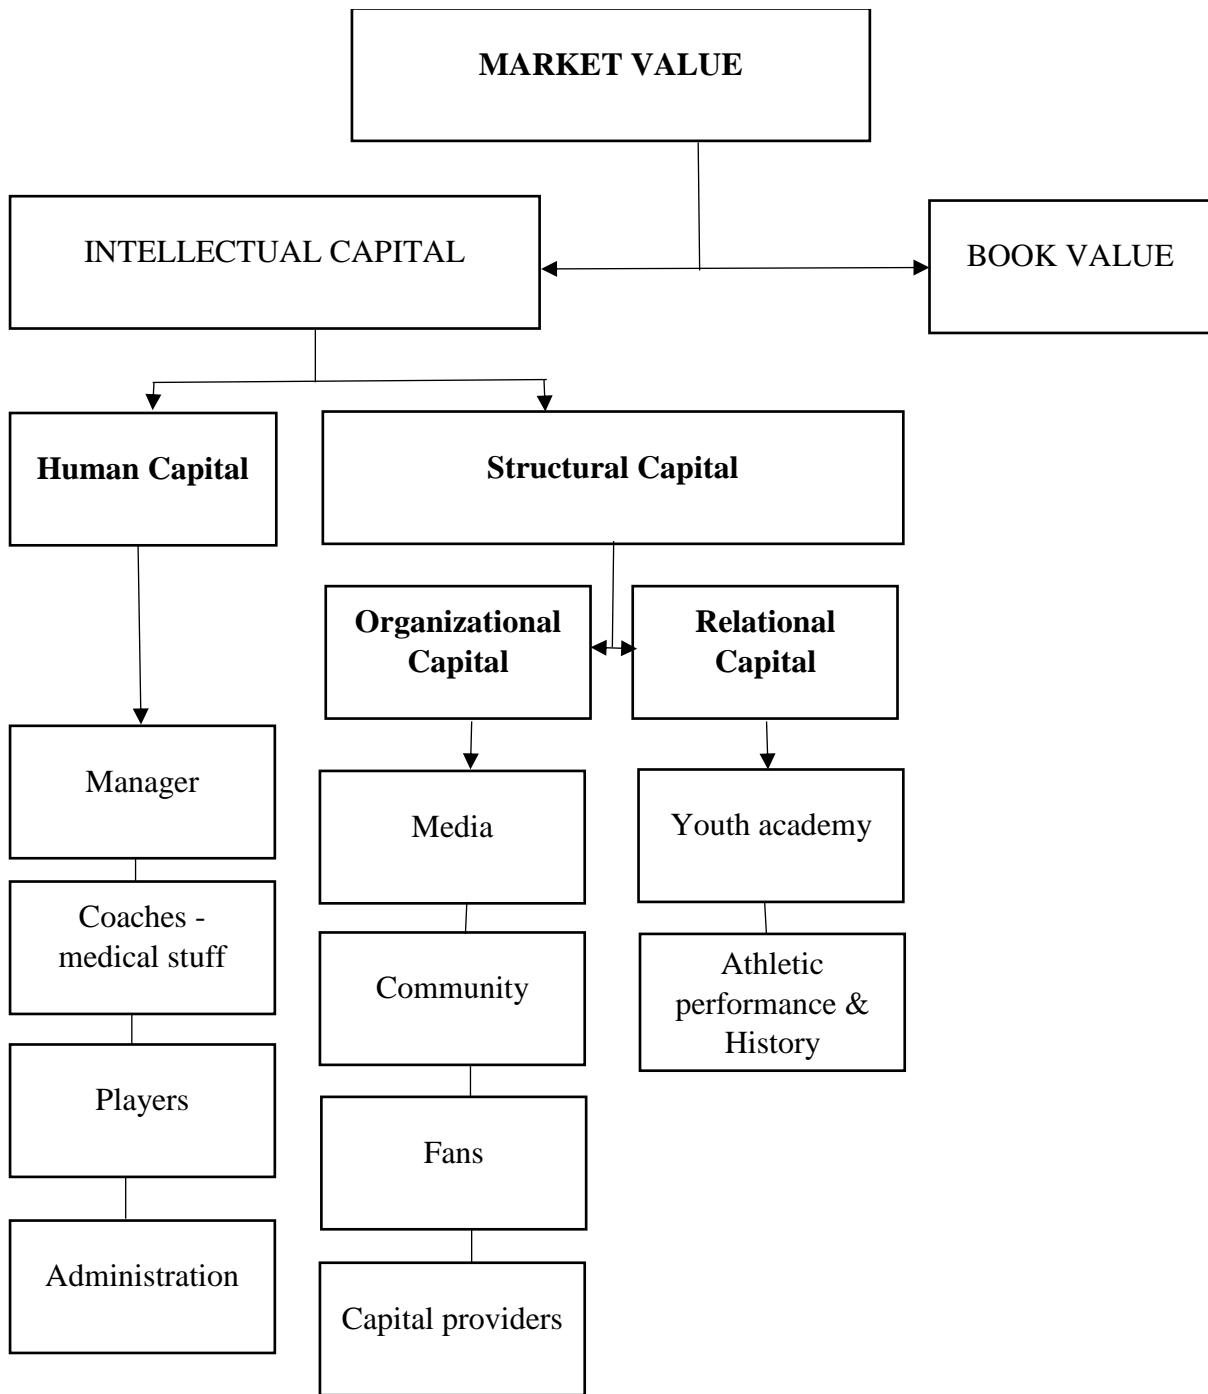 MARKET VALUE
INTELLECTUAL CAPITAL
BOOK VALUE
Human Capital
Structural Capital
Organizational
Capital
Relational
Capital
Manager
Media
Youth academy
Coaches -
medical stuff
Community
Athletic
performance &
History
Players
Fans
Administration
Capital providers